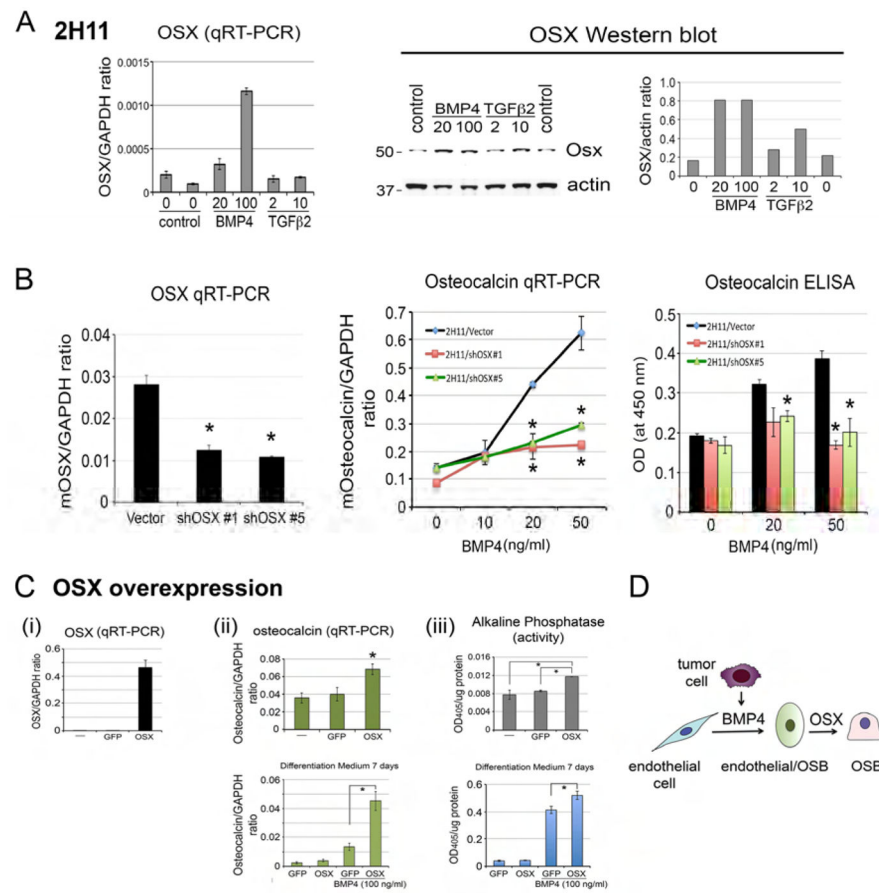 A 2H11
OSX (qRT-PCR)
OSX/GAPDH ratio
0.0015
0.0010
0.0005
0
0 0 20 100 2 10
control BMP4 TGFβ2
OSX Western blot
control BMP4 TGFβ2 control
20 100 2 10
50 - Osx
37 - actin
OSX/actin ratio
1.0
0.8
0.6
0.4
0.2
0
0 20 100 2 10 0
BMP4 TGFβ2
B
OSX qRT-PCR
mOSX/GAPDH ratio
0.04
0.03
0.02
0.01
0
* *
Vector shOSX #1 shOSX #5
Osteocalcin qRT-PCR
mOsteocalcin/GAPDH
ratio
0.7
0.6
0.5
0.4
0.3
0.2
0.1
0
2H11/Vector
2H11/shOSX#1
2H11/shOSX#5
* *
* *
0 10 20 50
BMP4(ng/ml)
Osteocalcin ELISA
OD (at 450 nm)
0.5
0.4
0.3
0.2
0.1
0
2H11/Vector
2H11/shOSX#1
2H11/shOSX#5
* * *
0 20 50
BMP4(ng/ml)
C OSX overexpression
(i)
OSX (qRT-PCR)
OSX/GAPDH ratio
0.6
0.4
0.2
0
— GFP OSX
(ii)
osteocalcin (qRT-PCR)
Osteocalcin/GAPDH
ratio
0.08
0.06
0.04
0.02
0
*
— GFP OSX
Differentiation Medium 7 days
Osteocalcin/GAPDH
ratio
0.06
0.04
0.02
0
*
GFP OSX GFP OSX
BMP4 (100 ng/ml)
(iii)
Alkaline Phosphatase
(activity)
OD405/ug protein
0.016
0.012
0.008
0.004
0
*
*
— GFP OSX
Differentiation Medium 7 days
OD405/ug protein
0.6
0.4
0.2
0
*
GFP OSX GFP OSX
BMP4 (100 ng/ml)
D
tumor
cell
BMP4 OSX
endothelial
cell
endothelial/OSB
OSB